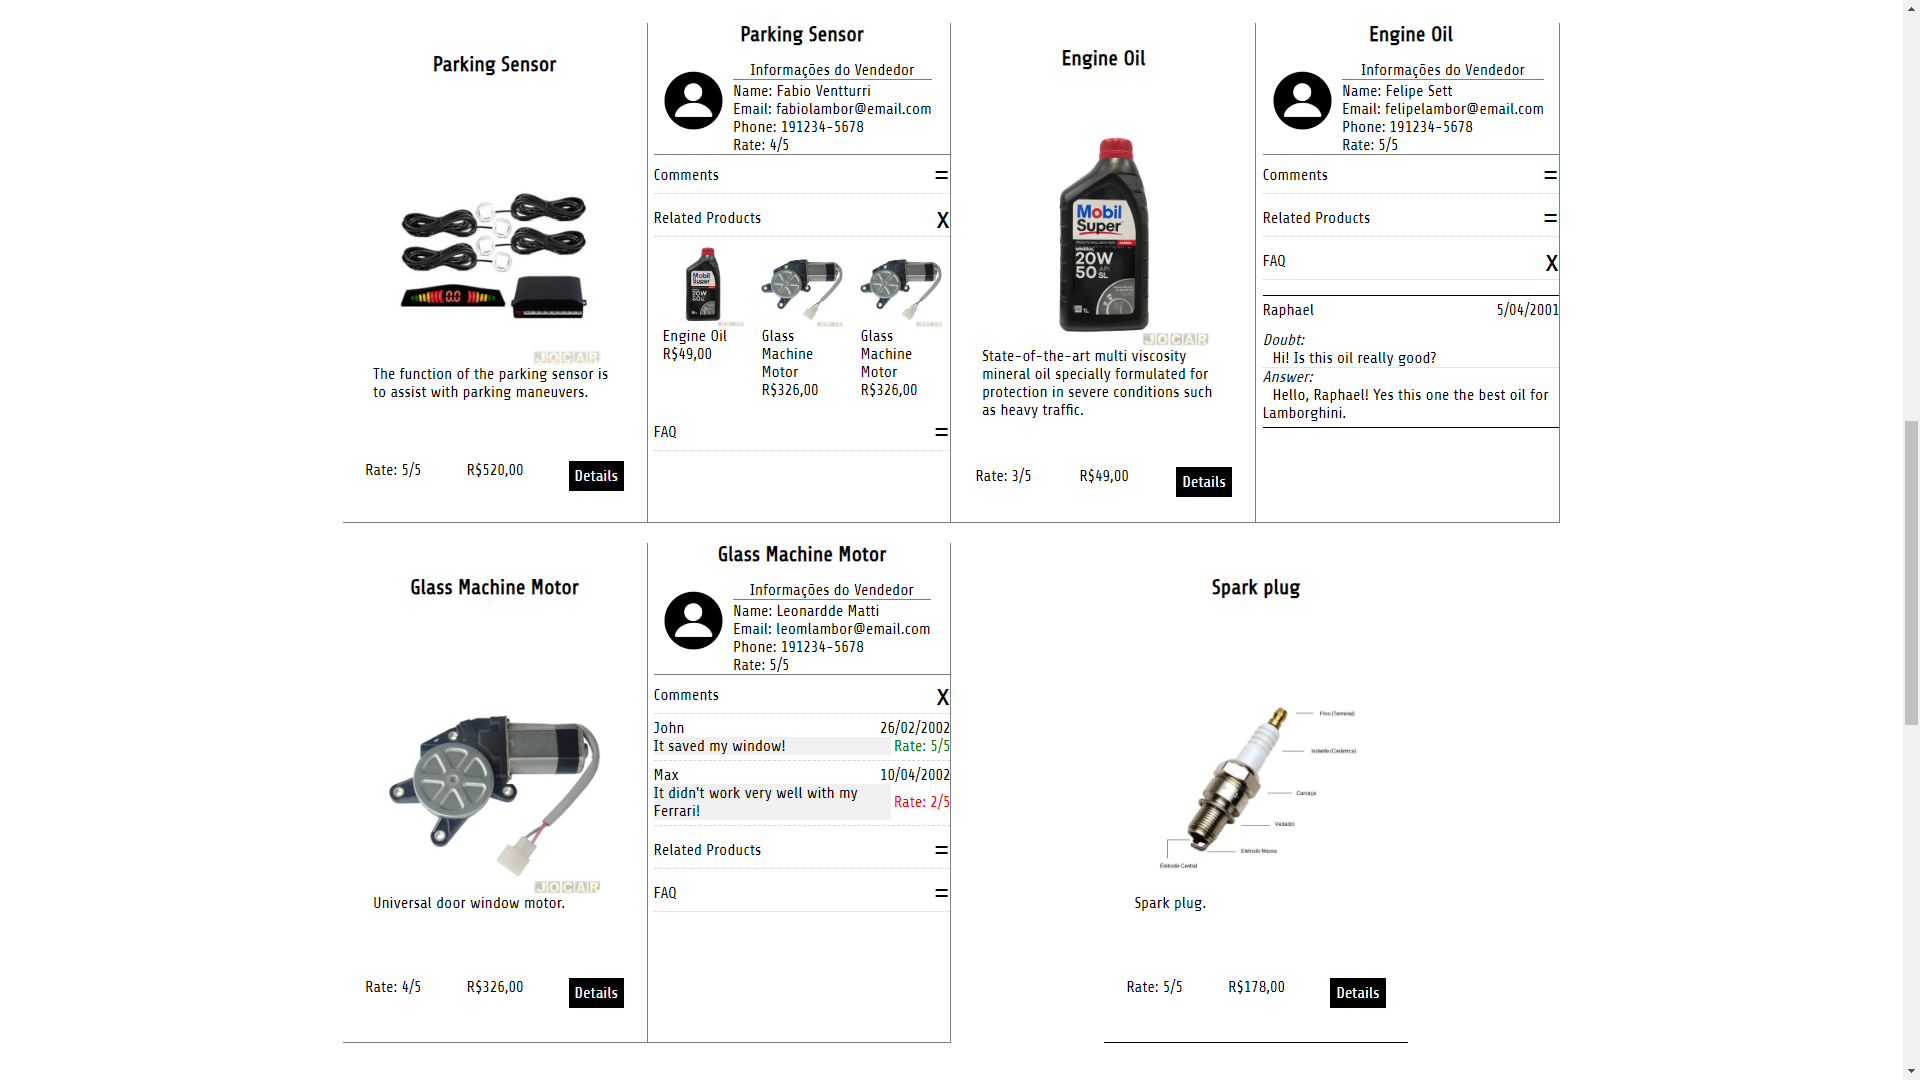 Parking Sensor
JOCAR
The function of the parking sensor is
to assist with parking maneuvers.
Rate: 5/5
R$520,00
Details
Parking Sensor
Informações do Vendedor
Name: Fabio Ventturri
Email: fabiolambor@email.com
Phone: 191234-5678
Rate: 4/5
Comments =
Related Products X
Mobil
Super
20W
50
Engine Oil
R$49,00
Glass
Machine
Motor
R$326,00
Glass
Machine
Motor
R$326,00
FAQ =
Engine Oil
Mobil
Super
MINERAL
20W
50 API
SL
1L
JOCAR
State-of-the-art multi viscosity
mineral oil specially formulated for
protection in severe conditions such
as heavy traffic.
Rate: 3/5
R$49,00
Details
Engine Oil
Informações do Vendedor
Name: Felipe Sett
Email: felipelambor@email.com
Phone: 191234-5678
Rate: 5/5
Comments =
Related Products =
FAQ X
Raphael 5/04/2001
Doubt:
Hi! Is this oil really good?
Answer:
Hello, Raphael! Yes this one the best oil for
Lamborghini.
Glass Machine Motor
JOCAR
Universal door window motor.
Rate: 4/5
R$326,00
Details
Glass Machine Motor
Informações do Vendedor
Name: Leonardde Matti
Email: leomlambor@email.com
Phone: 191234-5678
Rate: 5/5
Comments X
John 26/02/2002
It saved my window! Rate: 5/5
Max 10/04/2002
It didn't work very well with my
Ferrari!
Rate: 2/5
Related Products =
FAQ =
Spark plug
Pino (Terminal)
Isolante (Cerâmica)
Carcaça
Vedador
Eletrodo Massa
Eletrodo Central
Spark plug.
Rate: 5/5
R$178,00
Details